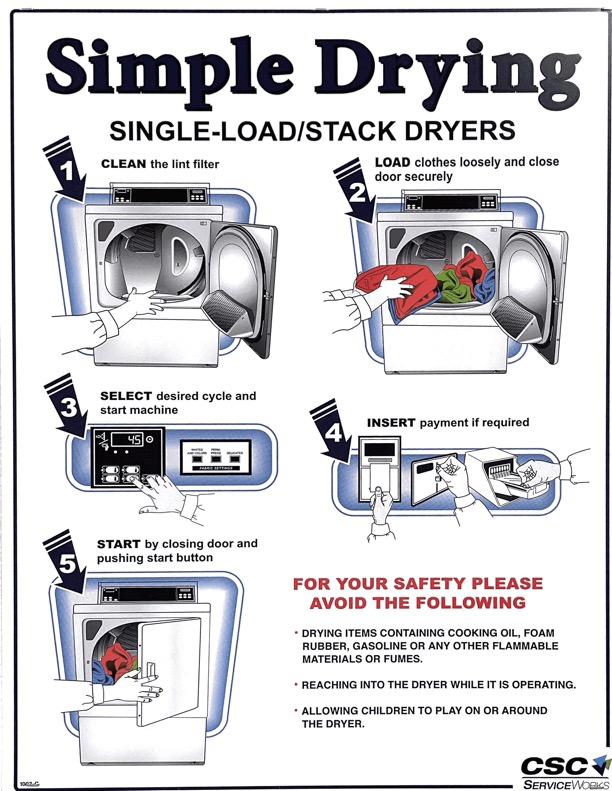 Simple Drying
SINGLE-LOAD/STACK DRYERS
1
CLEAN the lint filter
2
LOAD clothes loosely and close
door securely
3
SELECT desired cycle and
start machine
45
WHITES
AND COLORS
PERM.
PRESS
DELICATES
FABRIC SETTINGS
4
INSERT payment if required
5
START by closing door and
pushing start button
FOR YOUR SAFETY PLEASE
AVOID THE FOLLOWING
• DRYING ITEMS CONTAINING COOKING OIL, FOAM
RUBBER, GASOLINE OR ANY OTHER FLAMMABLE
MATERIALS OR FUMES.
• REACHING INTO THE DRYER WHILE IT IS OPERATING.
• ALLOWING CHILDREN TO PLAY ON OR AROUND
THE DRYER.
CSC
SERVICEWORKS